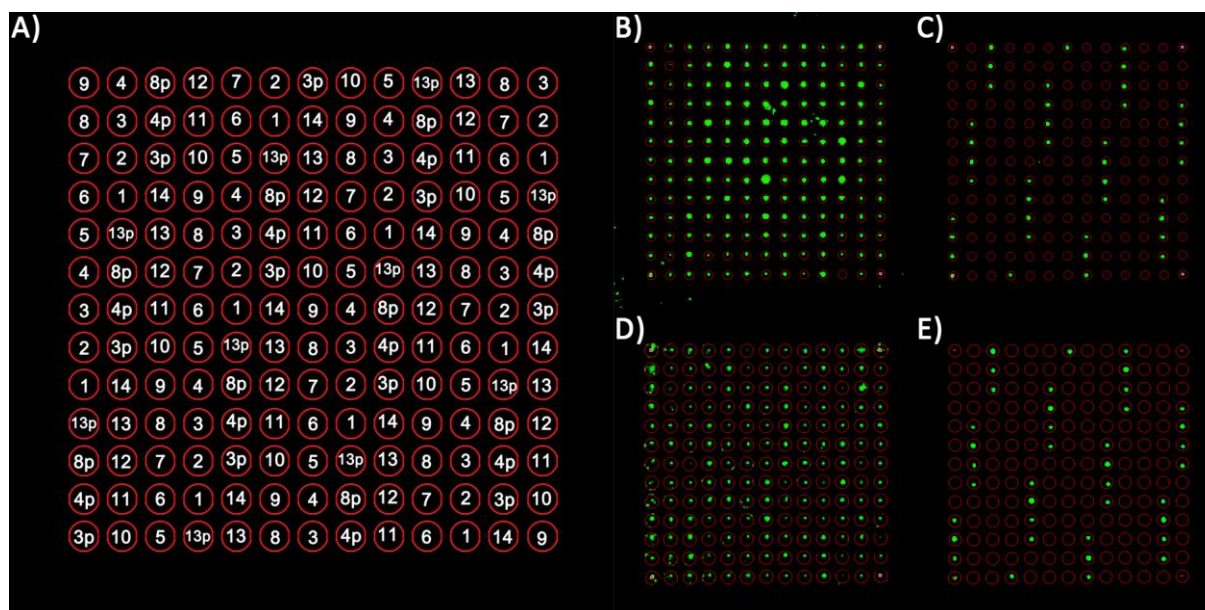 A)
B)
C)
9 4 8p 12 7 2 3p 10 5 13p 13 8 3
8 3 4p 11 6 1 14 9 4 8p 12 7 2
7 2 3p 10 5 13p 13 8 3 4p 11 6 1
6 1 14 9 4 8p 12 7 2 3p 10 5 13p
5 13p 13 8 3 4p 11 6 1 14 9 4 8p
4 8p 12 7 2 3p 10 5 13p 13 8 3 4p
3 4p 11 6 1 14 9 4 8p 12 7 2 3p
2 3p 10 5 13p 13 8 3 4p 11 6 1 14
1 14 9 4 8p 12 7 2 3p 10 5 13p 13
13p 13 8 3 4p 11 6 1 14 9 4 8p 12
8p 12 7 2 3p 10 5 13p 13 8 3 4p 11
4p 11 6 1 14 9 4 8p 12 7 2 3p 10
3p 10 5 13p 13 8 3 4p 11 6 1 14 9
D)
E)